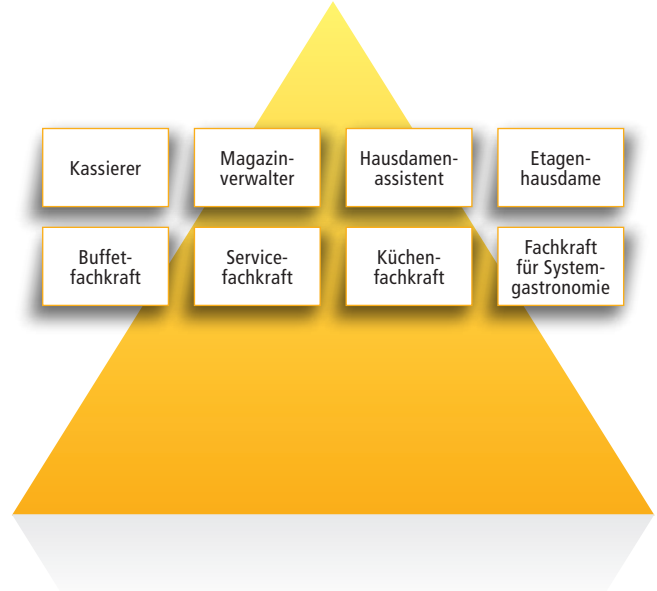 Kassierer
Magazin-
verwalter
Hausdamen-
assistent
Etagen-
hausdame
Buffet-
fachkraft
Service-
fachkraft
Küchen-
fachkraft
Fachkraft
für System-
gastronomie